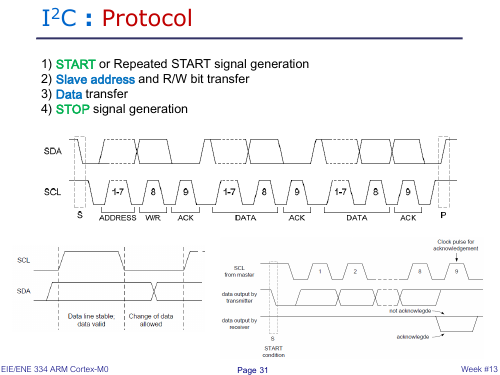 I²C : Protocol
1) START or Repeated START signal generation
2) Slave address and R/W bit transfer
3) Data transfer
4) STOP signal generation
SDA
SCL
1-7 8 9 1-7 8 9 1-7 8 9
S ADDRESS W/R ACK DATA ACK DATA ACK P
SCL
SDA
Data line stable;
data valid
Change of data
allowed
Clock pulse for
acknowledgement
SCL
from master
1 2 8 9
data output by
transmitter
not acknowlegde
data output by
receiver
acknowlegde
S
START
condition
EIE/ENE 334 ARM Cortex-M0 Page 31 Week #13